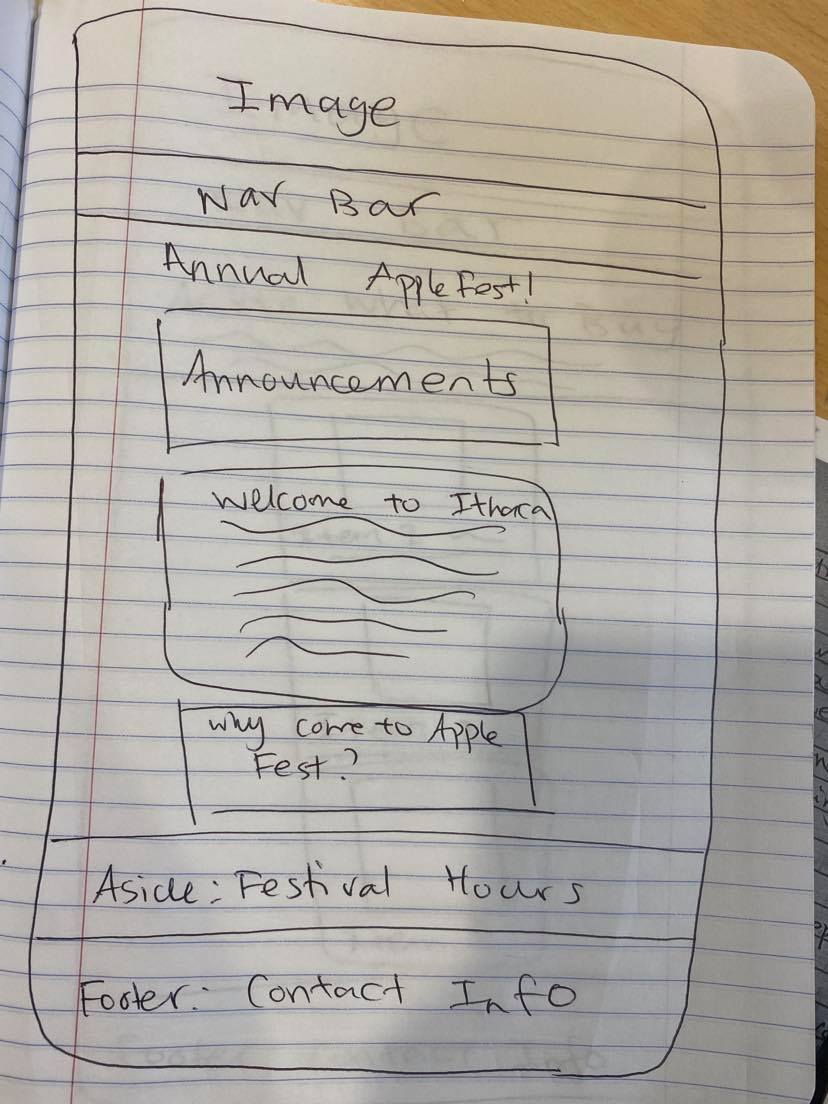 Image
Nav Bar
Annual Apple Fest!
Announcements
Welcome to Ithaca
Why come to Apple
Fest?
Aside: Festival Hours
Footer: Contact Info